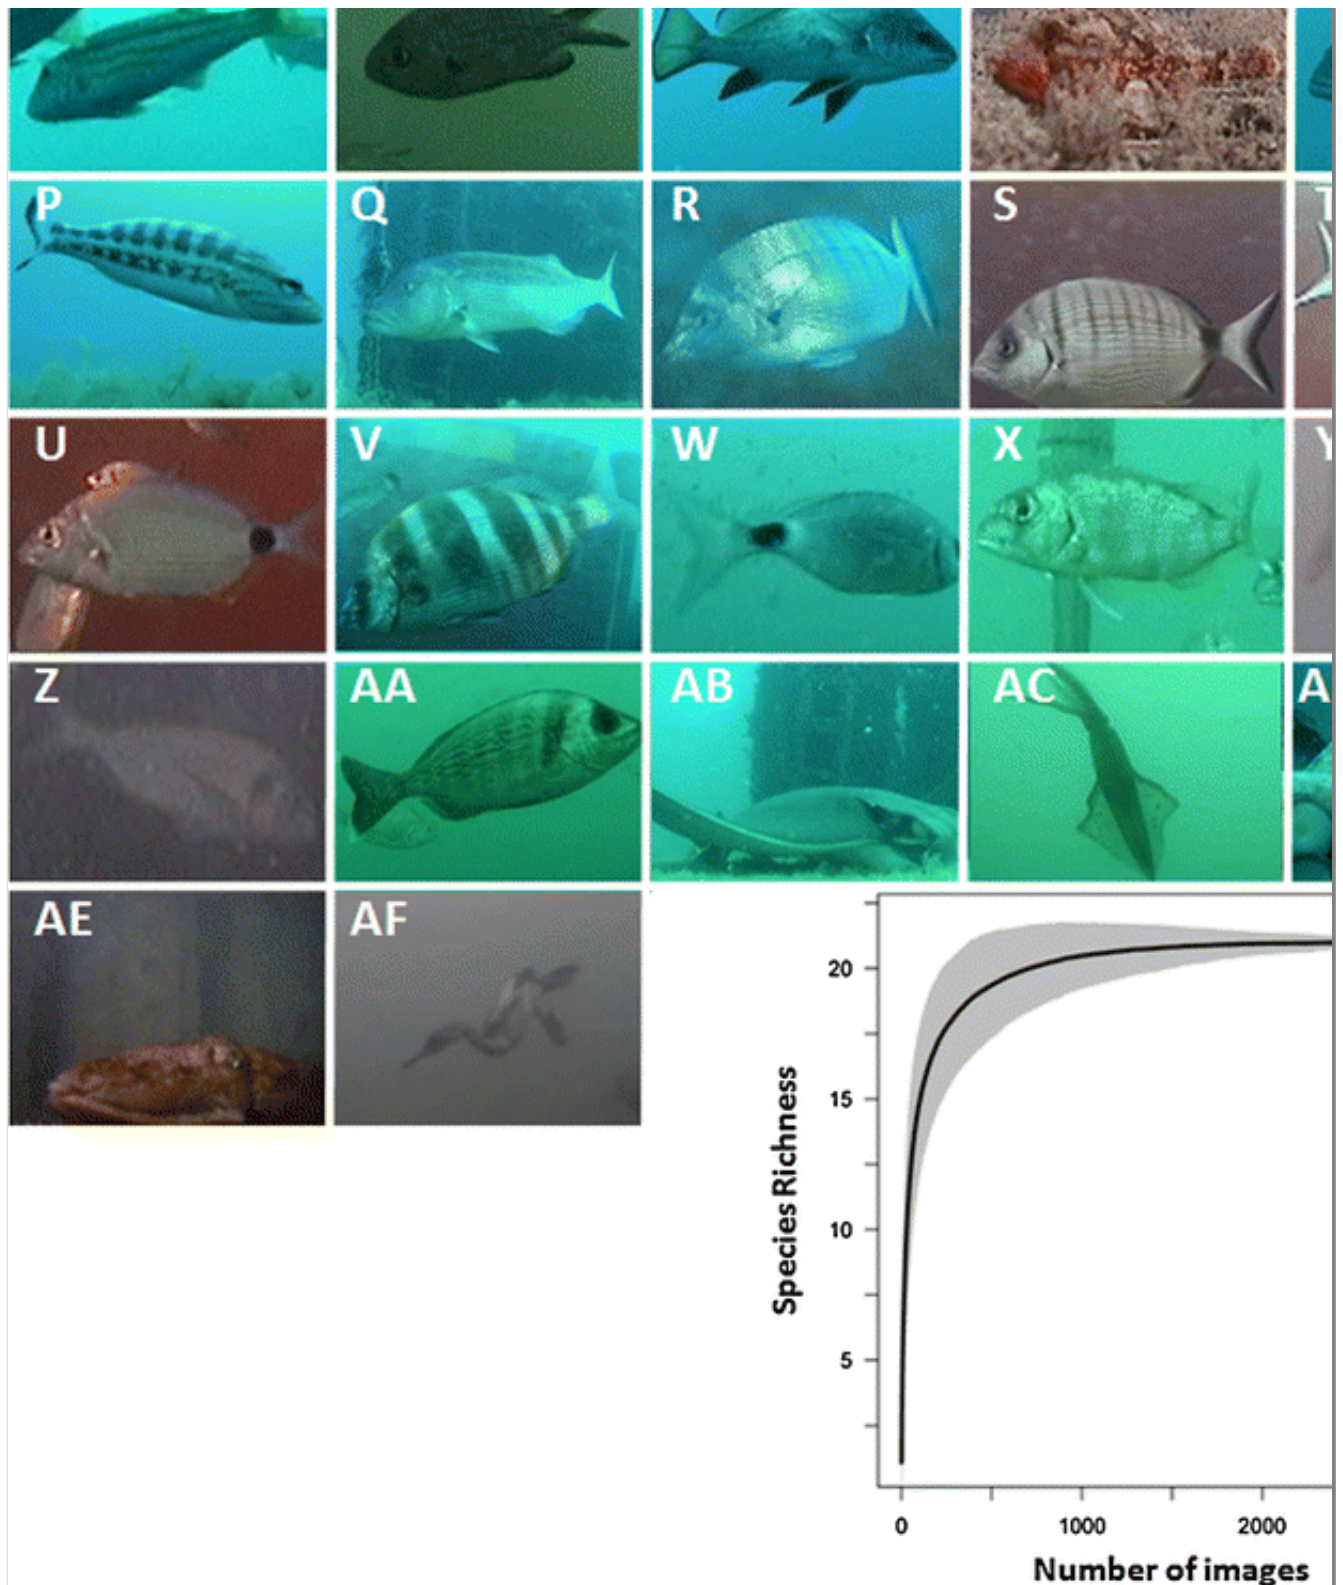 P Q R S T
U V W X Y
Z AA AB AC A
AE AF
20
15
10
5
Species Richness
0 1000 2000
Number of images